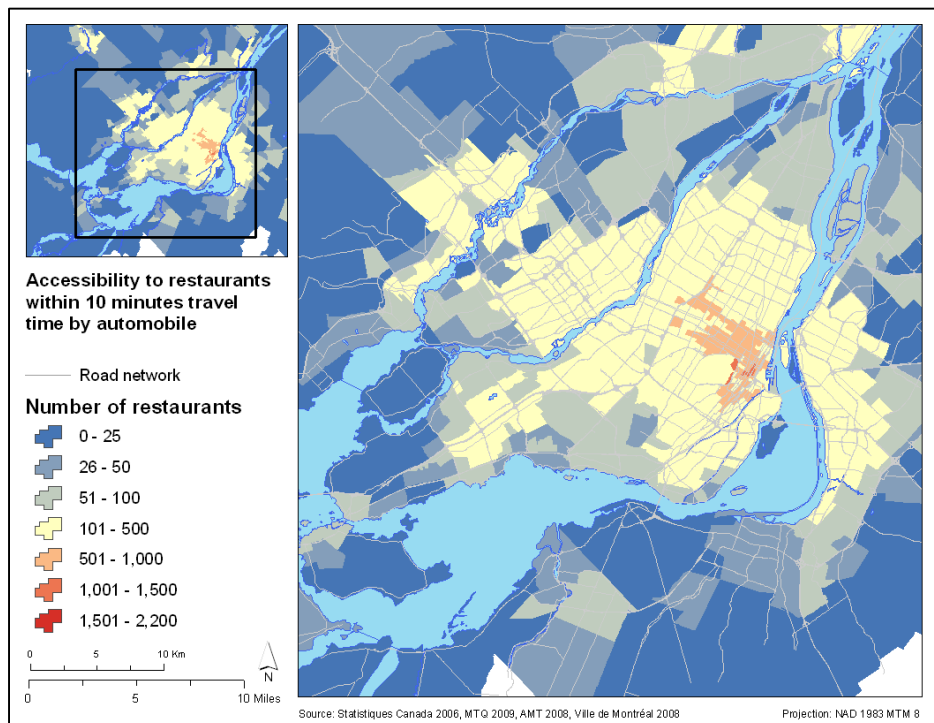 Accessibility to restaurants
within 10 minutes travel
time by automobile
Road network
Number of restaurants
0 - 25
26 - 50
51 - 100
101 - 500
501 - 1,000
1,001 - 1,500
1,501 - 2,200
0 5 10 Km
0 5 10 Miles
N
Source: Statistiques Canada 2006, MTQ 2009, AMT 2008, Ville de Montréal 2008
Projection: NAD 1983 MTM 8